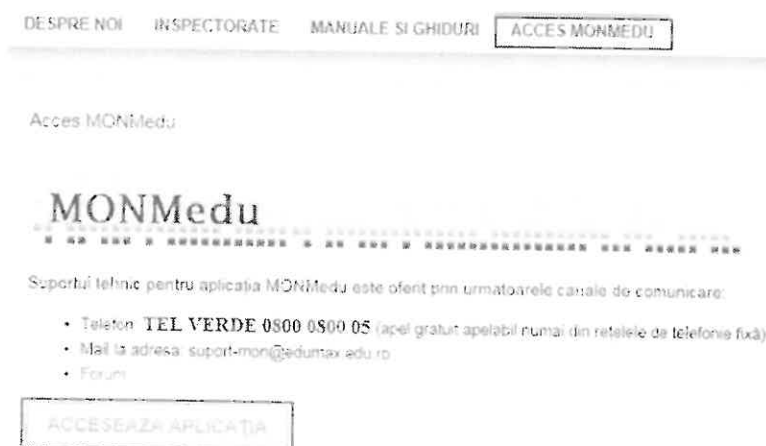 DESPRE NOI INSPECTORATE MANUALE SI GHIDURI ACCES MONMEDU
Acces MONMedu
MONMedu
Suportul tehnic pentru aplicația MONMedu este oferit prin urmatoarele canale de comunicare:
• Telefon TEL VERDE 0800 0800 05 (apel gratuit apelabil numai din retelele de telefonie fixă)
• Mail la adresa: suport-mon@edumax.edu.ro
• Forum
ACCESEAZA APLICATIA